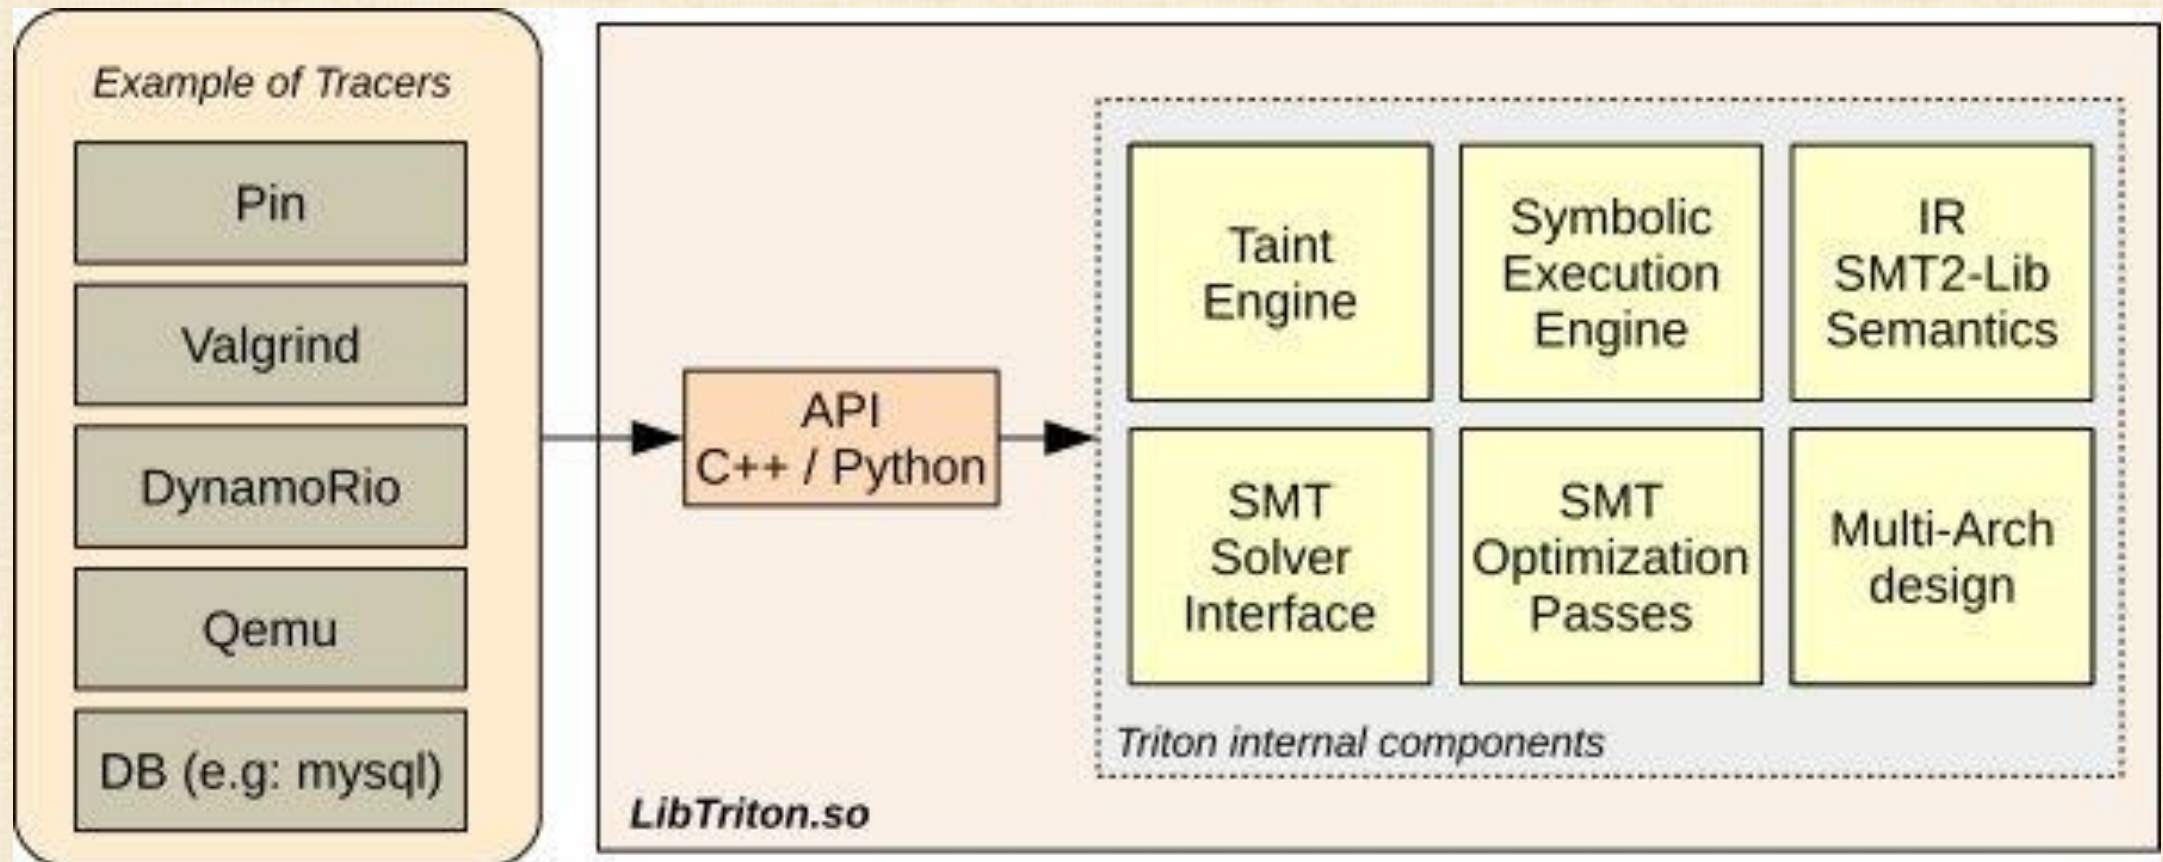 Example of Tracers
Pin
Valgrind
DynamoRio
Qemu
DB (e.g: mysql)
API
C++ / Python
Taint
Engine
Symbolic
Execution
Engine
IR
SMT2-Lib
Semantics
SMT
Solver
Interface
SMT
Optimization
Passes
Multi-Arch
design
Triton internal components
LibTriton.so